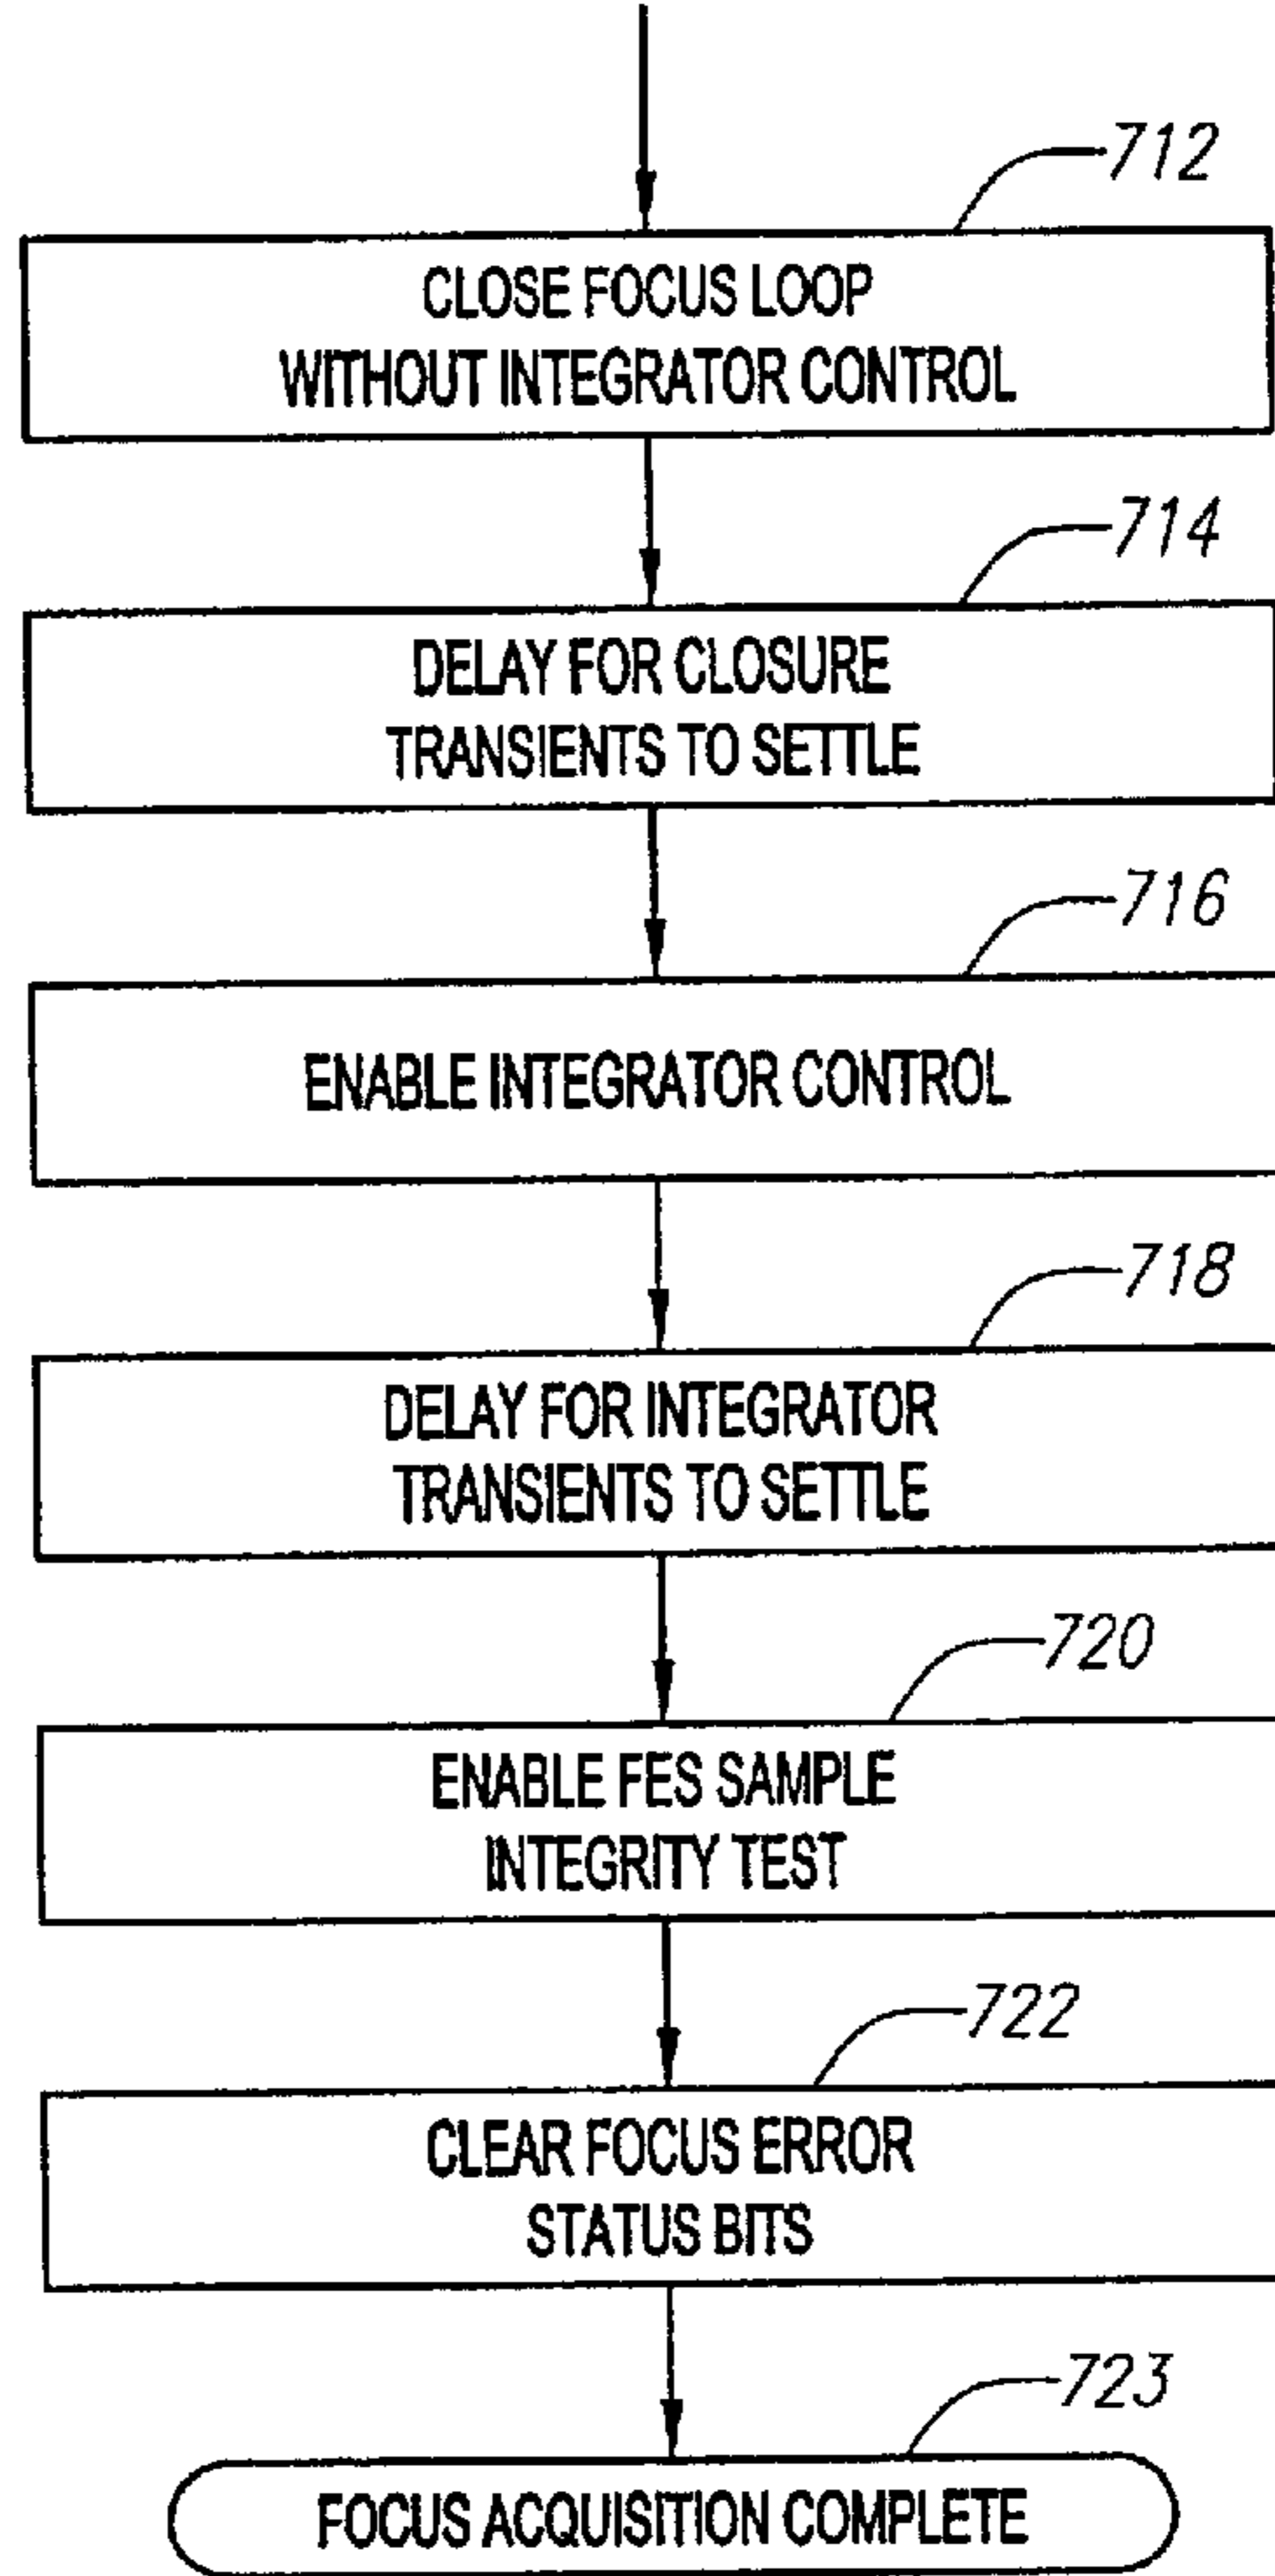 712
CLOSE FOCUS LOOP
WITHOUT INTEGRATOR CONTROL
714
DELAY FOR CLOSURE
TRANSIENTS TO SETTLE
716
ENABLE INTEGRATOR CONTROL
718
DELAY FOR INTEGRATOR
TRANSIENTS TO SETTLE
720
ENABLE FES SAMPLE
INTEGRITY TEST
722
CLEAR FOCUS ERROR
STATUS BITS
723
FOCUS ACQUISITION COMPLETE